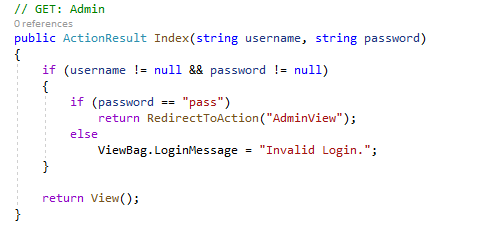 // GET: Admin
0 references
public ActionResult Index(string username, string password)
{
if (username != null && password != null)
{
if (password == "pass")
return RedirectToAction("AdminView");
else
ViewBag.LoginMessage = "Invalid Login.";
}
return View();
}